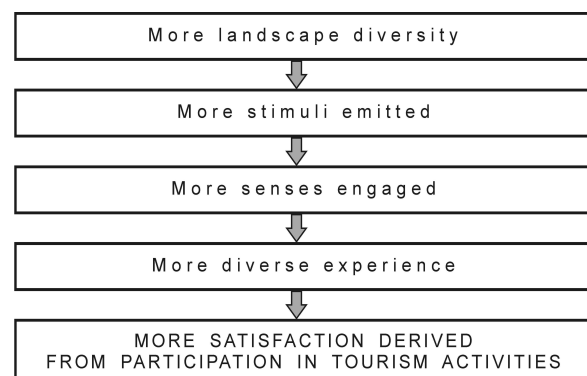 More landscape diversity
More stimuli emitted
More senses engaged
More diverse experience
MORE SATISFACTION DERIVED
FROM PARTICIPATION IN TOURISM ACTIVITIES